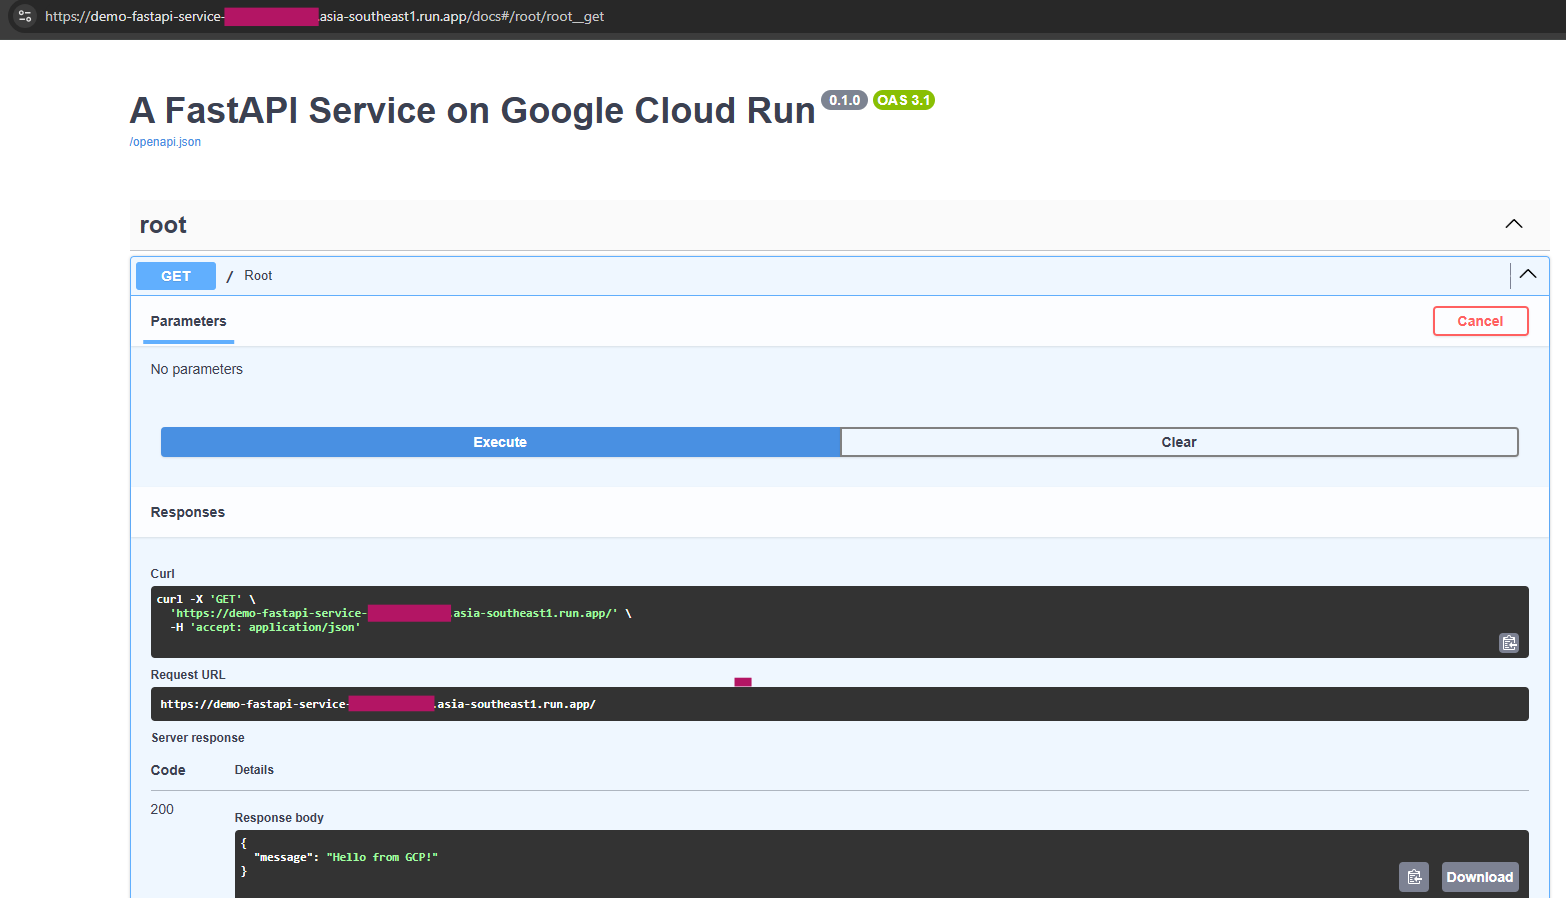 https://demo-fastapi-service-.asia-southeast1.run.app/docs#/root/root__get
A FastAPI Service on Google Cloud Run 0.1.0 OAS 3.1
/openapi.json
root
GET / Root
Parameters Cancel
No parameters
Execute Clear
Responses
Curl
curl -X 'GET' \
'https://demo-fastapi-service-.asia-southeast1.run.app/' \
-H 'accept: application/json'
Request URL
https://demo-fastapi-service-.asia-southeast1.run.app/
Server response
Code Details
200
Response body
{
"message": "Hello from GCP!"
}
Download